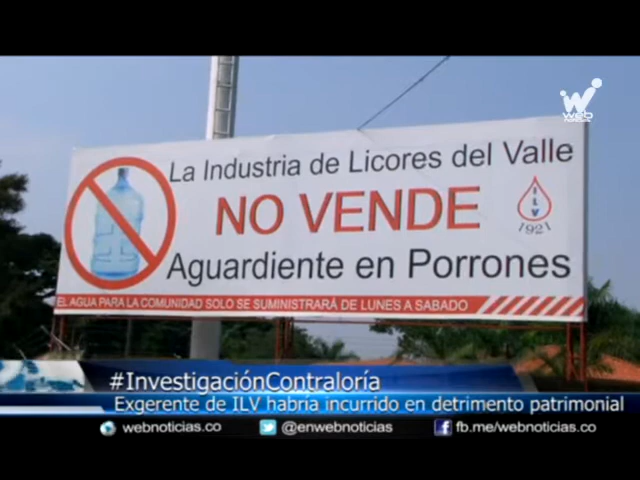 web
La Industria de Licores del Valle
NO VENDE
ILV
1921
Aguardiente en Porrones
EL AGUA PARA LA COMUNIDAD SOLO SE SUMINISTRARÁ DE LUNES A SABADO
#InvestigaciónContraloría
Exgerente de ILV habría incurrido en detrimento patrimonial
webnoticias.co @enwebnoticias fb.me/webnoticias.co